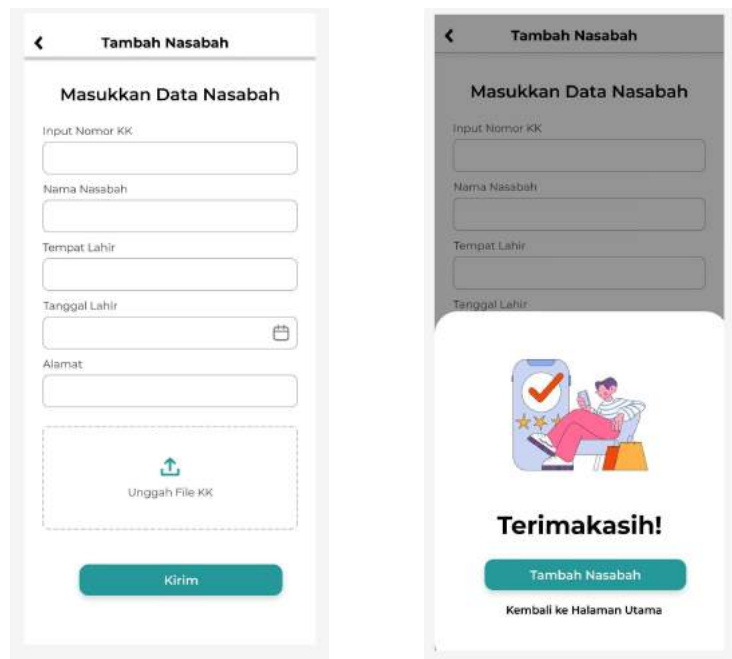 Tambah Nasabah
Masukkan Data Nasabah
Input Nomor KK
Nama Nasabah
Tempat Lahir
Tanggal Lahir
Alamat
Unggah File KK
Kirim
Tambah Nasabah
Masukkan Data Nasabah
Input Nomor KK
Nama Nasabah
Tempat Lahir
Tanggal Lahir
Terimakasih!
Tambah Nasabah
Kembali ke Halaman Utama